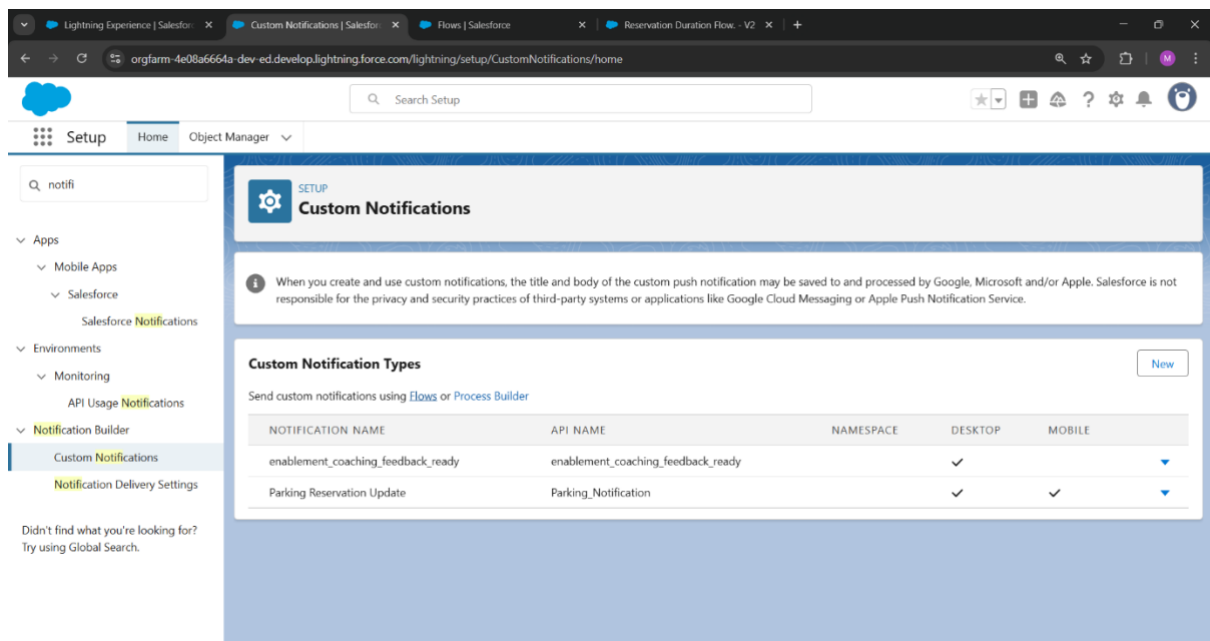 Lightning Experience | Salesfor
Custom Notifications | Salesfor
Flows | Salesforce
Reservation Duration Flow. - V2
orgfarm-4e08a6664a-dev-ed.develop.lightning.force.com/lightning/setup/CustomNotifications/home
M
Search Setup
Setup
Home
Object Manager
notifi
SETUP
Custom Notifications
Apps
Mobile Apps
Salesforce
Salesforce Notifications
Environments
Monitoring
API Usage Notifications
Notification Builder
Custom Notifications
Notification Delivery Settings
Didn't find what you're looking for?
Try using Global Search.
When you create and use custom notifications, the title and body of the custom push notification may be saved to and processed by Google, Microsoft and/or Apple. Salesforce is not
responsible for the privacy and security practices of third-party systems or applications like Google Cloud Messaging or Apple Push Notification Service.
Custom Notification Types
New
Send custom notifications using Flows or Process Builder
NOTIFICATION NAME API NAME NAMESPACE DESKTOP MOBILE
enablement_coaching_feedback_ready enablement_coaching_feedback_ready
Parking Reservation Update Parking_Notification